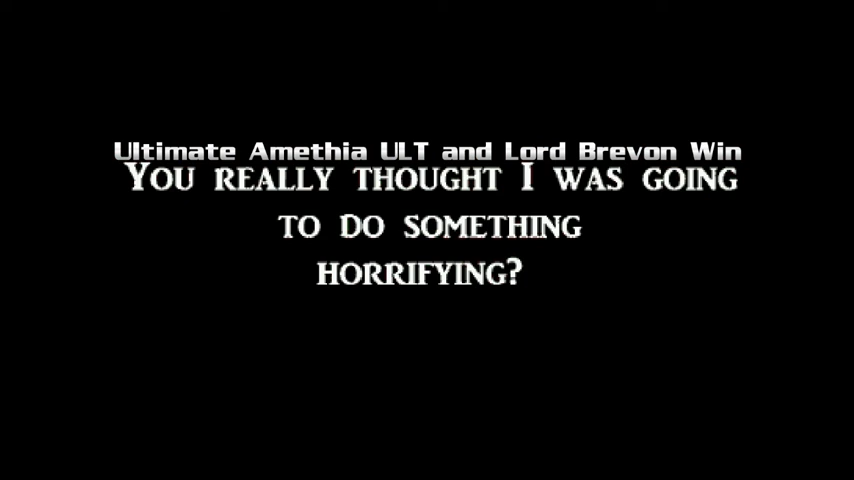 Ultimate Amethia ULT and Lord Brevon Win
You really thought I was going
to do something
horrifying?